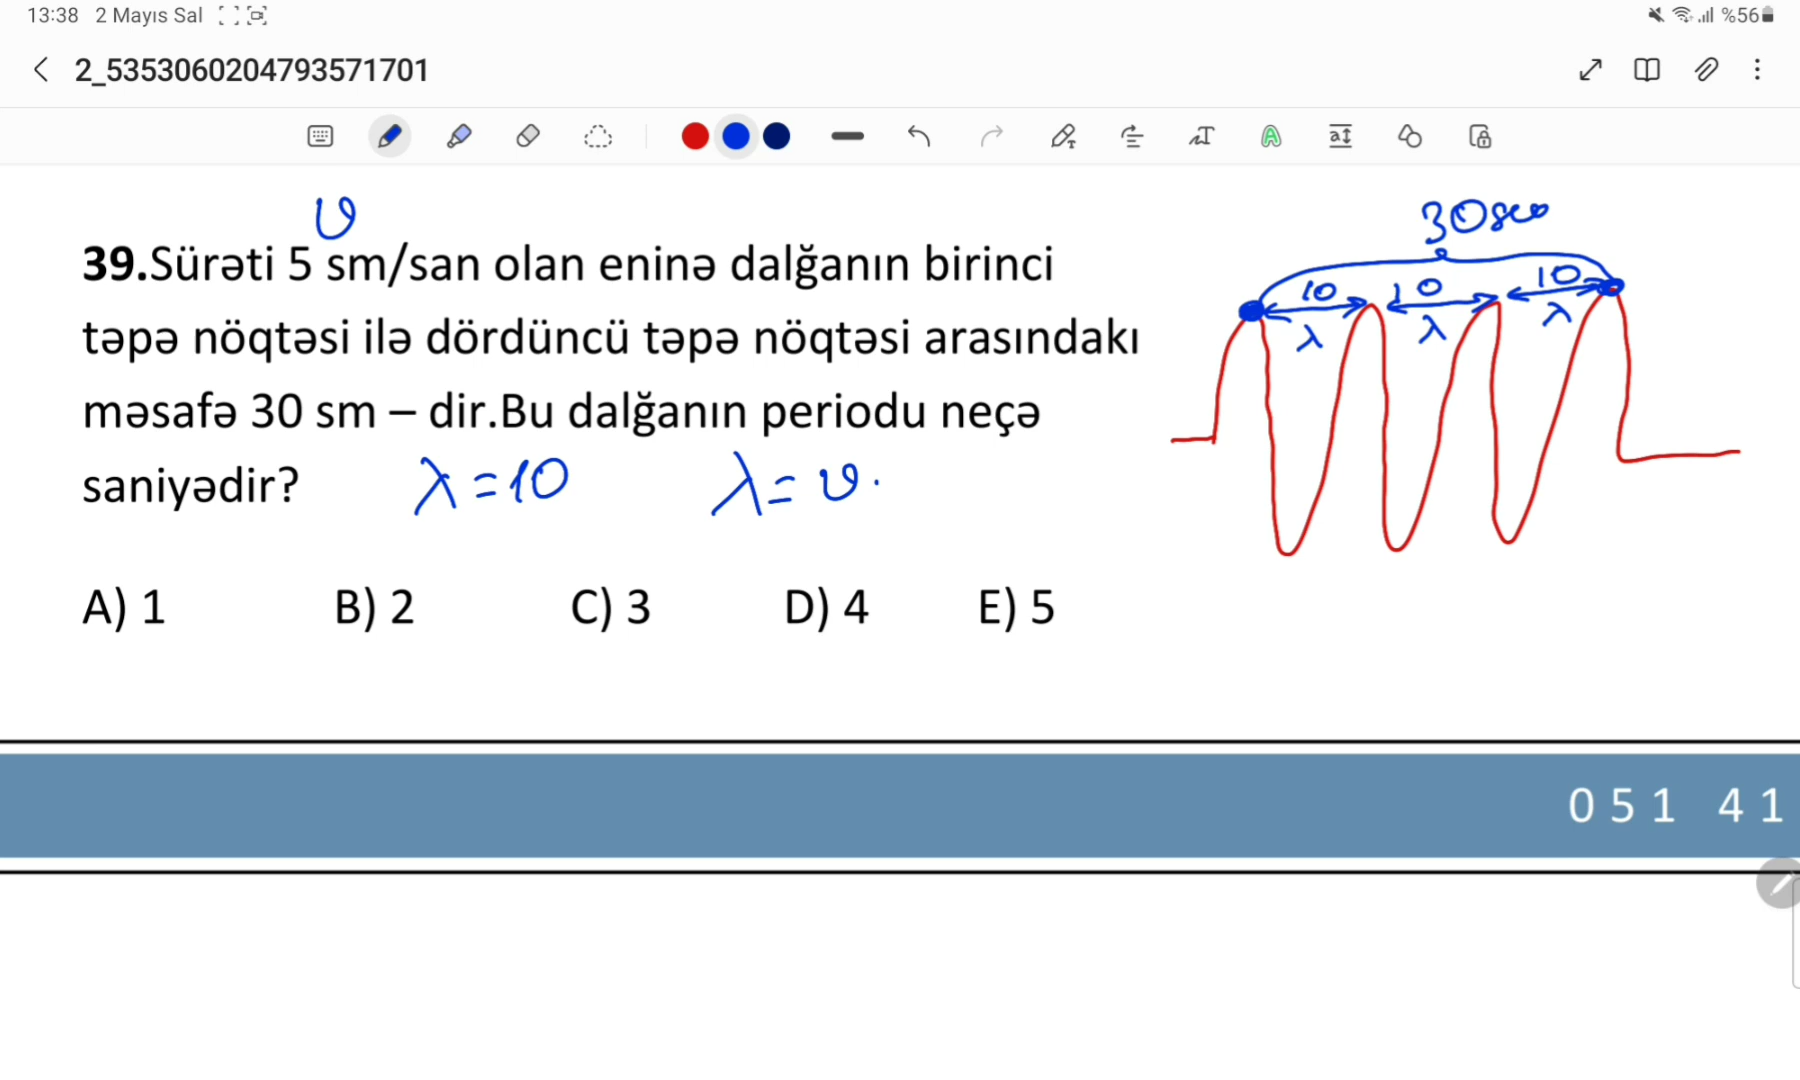 13:38 2 Mayıs Sal %56
2_5353060204793571701
ʋ
30
39.Sürəti 5 sm/san olan eninə dalğanın birinci
10 10 10
təpə nöqtəsi ilə dördüncü təpə nöqtəsi arasındakı
λ λ λ
məsafə 30 sm – dir.Bu dalğanın periodu neçə
saniyədir? λ=10 λ=ʋ.
A) 1 B) 2 C) 3 D) 4 E) 5
051 41